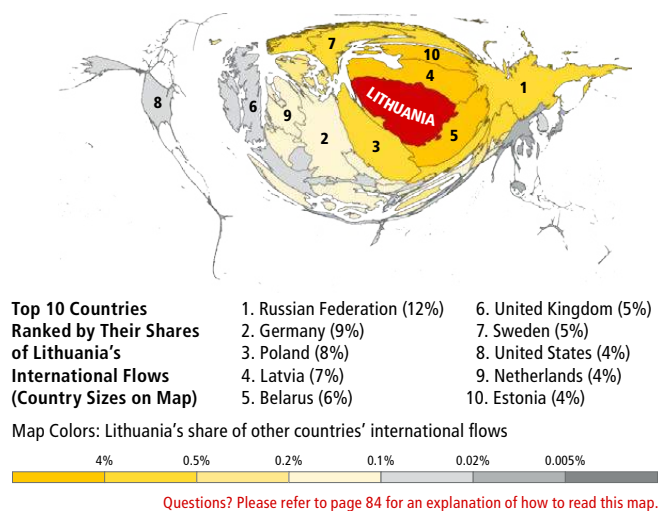 7
10
4
1
LITHUANIA
8
6
9
2
3
5
Top 10 Countries
Ranked by Their Shares
of Lithuania's
International Flows
(Country Sizes on Map)
1. Russian Federation (12%)
2. Germany (9%)
3. Poland (8%)
4. Latvia (7%)
5. Belarus (6%)
6. United Kingdom (5%)
7. Sweden (5%)
8. United States (4%)
9. Netherlands (4%)
10. Estonia (4%)
Map Colors: Lithuania's share of other countries' international flows
4% 0.5% 0.2% 0.1% 0.02% 0.005%
Questions? Please refer to page 84 for an explanation of how to read this map.